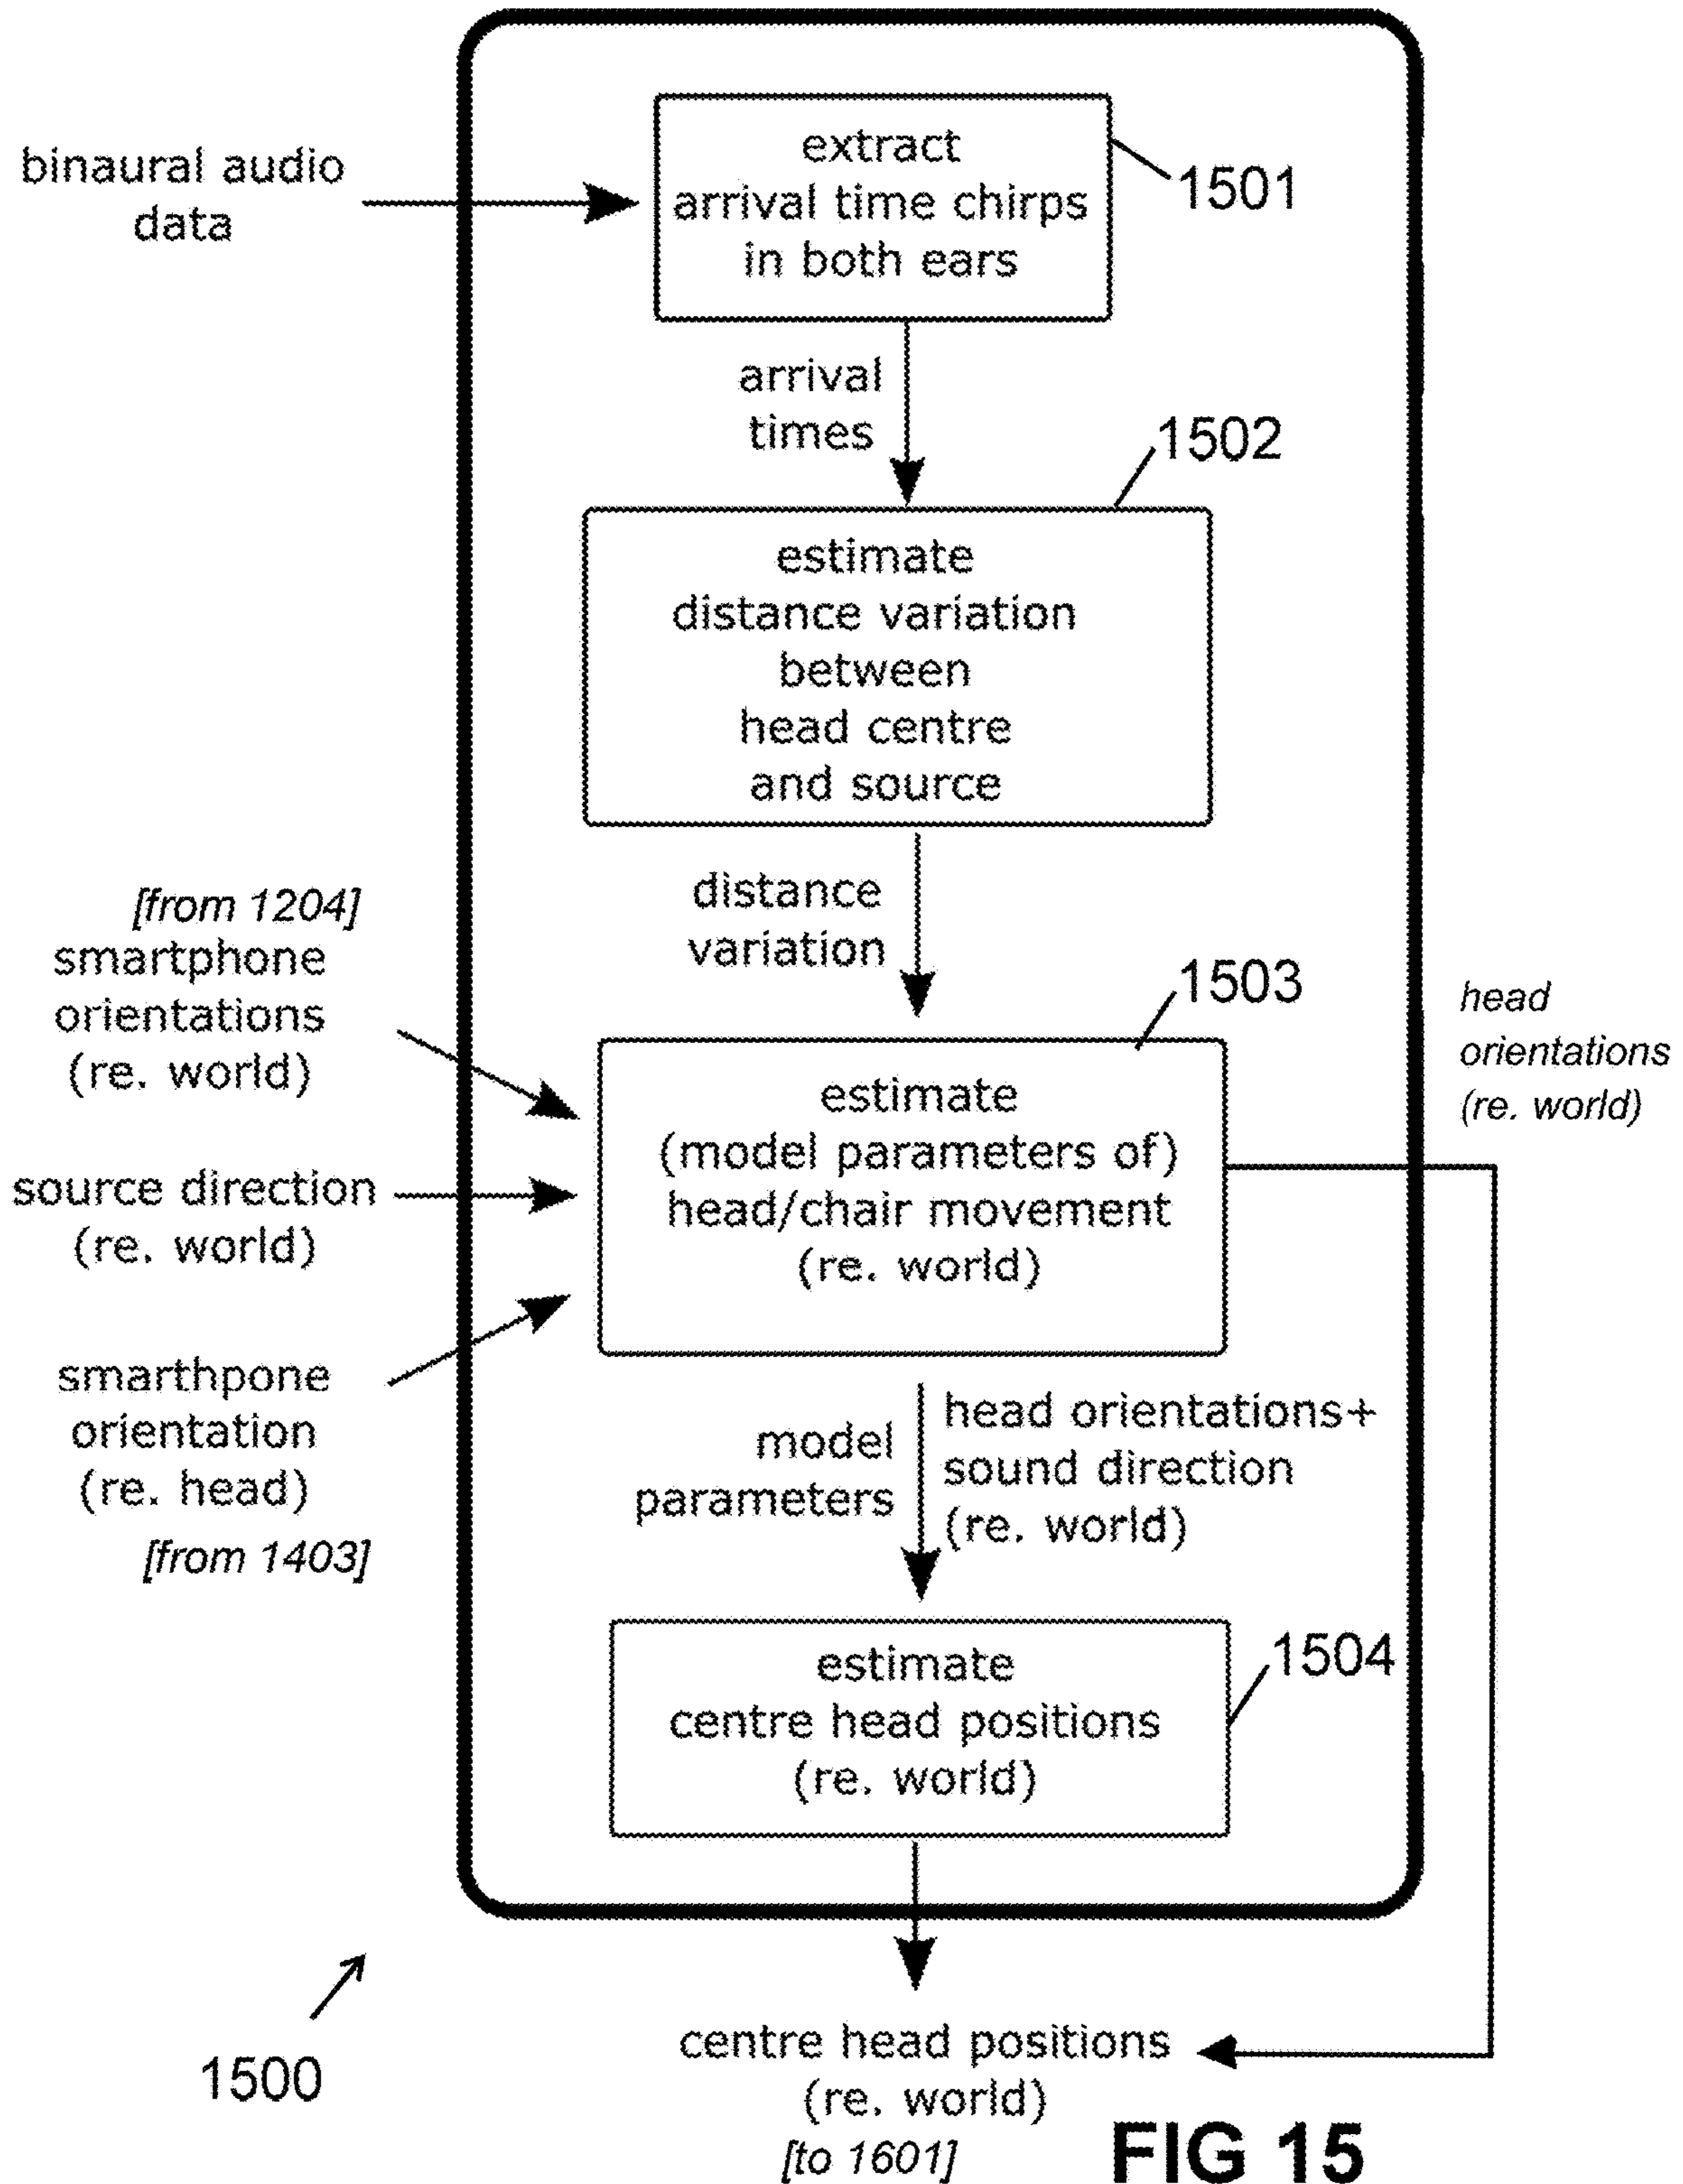 extract
arrival time chirps
in both ears
1501
binaural audio
data
arrival
times
1502
estimate
distance variation
between
head centre
and source
distance
variation
[from 1204]
smartphone
orientations
(re. world)
1503
head
orientations
(re. world)
estimate
(model parameters of)
head/chair movement
(re. world)
source direction
(re. world)
smarthpone
orientation
(re. head)
[from 1403]
model
parameters
head orientations+
sound direction
(re. world)
1504
estimate
centre head positions
(re. world)
1500
centre head positions
(re. world)
[to 1601]
FIG 15